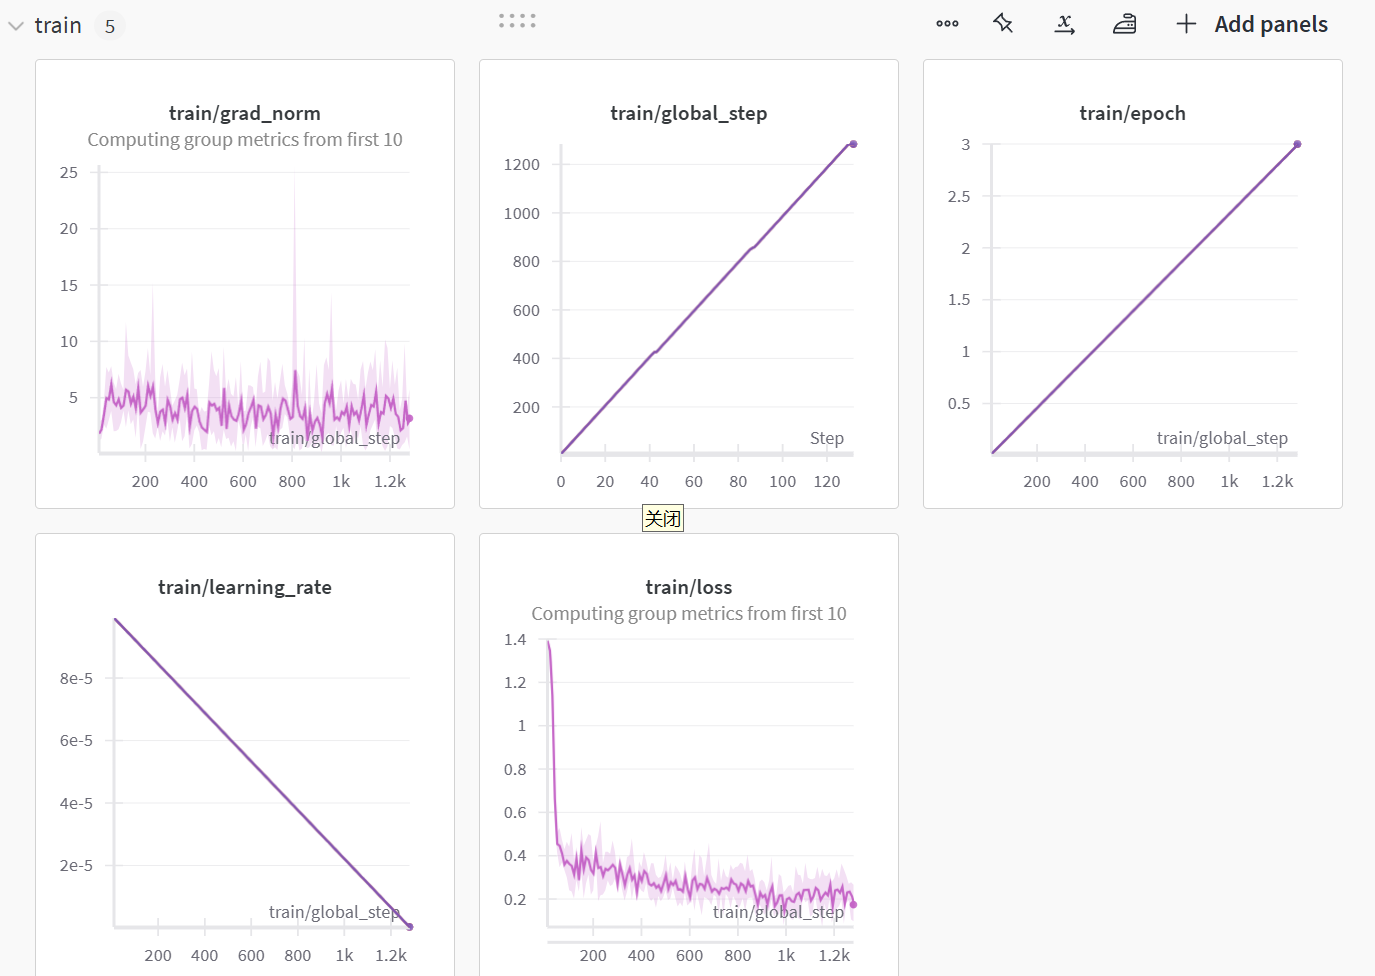 train 5
Add panels
train/grad_norm
Computing group metrics from first 10
25
20
15
10
5
train/global_step
200 400 600 800 1k 1.2k
train/global_step
1200
1000
800
600
400
200
Step
0 20 40 60 80 100 120
train/epoch
3
2.5
2
1.5
1
0.5
train/global_step
200 400 600 800 1k 1.2k
关闭
train/learning_rate
8e-5
6e-5
4e-5
2e-5
train/global_step
200 400 600 800 1k 1.2k
train/loss
Computing group metrics from first 10
1.4
1.2
1
0.8
0.6
0.4
0.2
train/global_step
200 400 600 800 1k 1.2k